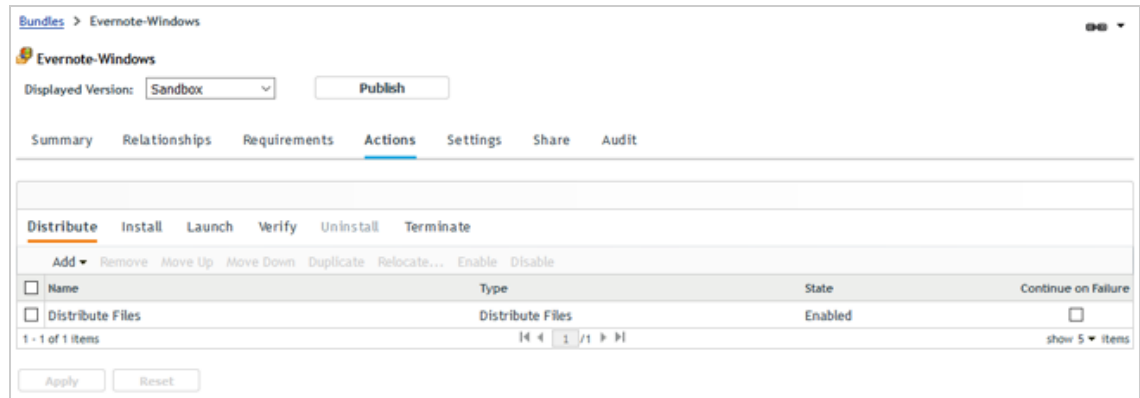 Bundles > Evernote-Windows
Evernote-Windows
Displayed Version: Sandbox Publish
Summary Relationships Requirements Actions Settings Share Audit
Distribute Install Launch Verify Uninstall Terminate
Add Remove Move Up Move Down Duplicate Relocate... Enable Disable
Name Type State Continue on Failure
Distribute Files Distribute Files Enabled
1 - 1 of 1 items 1 /1 show 5 items
Apply Reset